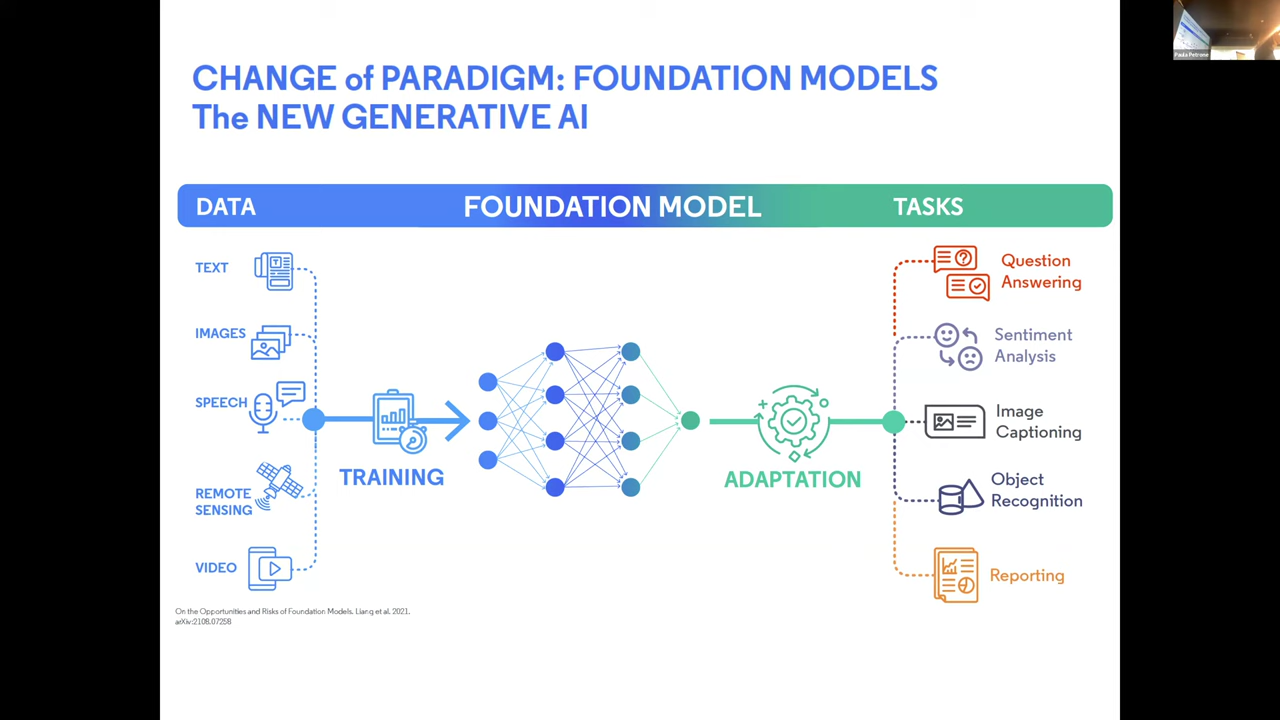 CHANGE of PARADIGM: FOUNDATION MODELS
The NEW GENERATIVE AI
DATA
FOUNDATION MODEL
TASKS
TEXT
IMAGES
SPEECH
REMOTE
SENSING
VIDEO
TRAINING
ADAPTATION
Question
Answering
Sentiment
Analysis
Image
Captioning
Object
Recognition
Reporting
On the Opportunities and Risks of Foundation Models. Liang et al. 2021.
arXiv:2108.07258
Paula Petrone